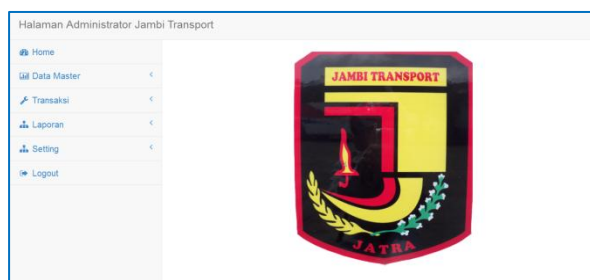 Halaman Administrator Jambi Transport
Home
Data Master
Transaksi
Laporan
Setting
Logout
JAMBI TRANSPORT
JATRA